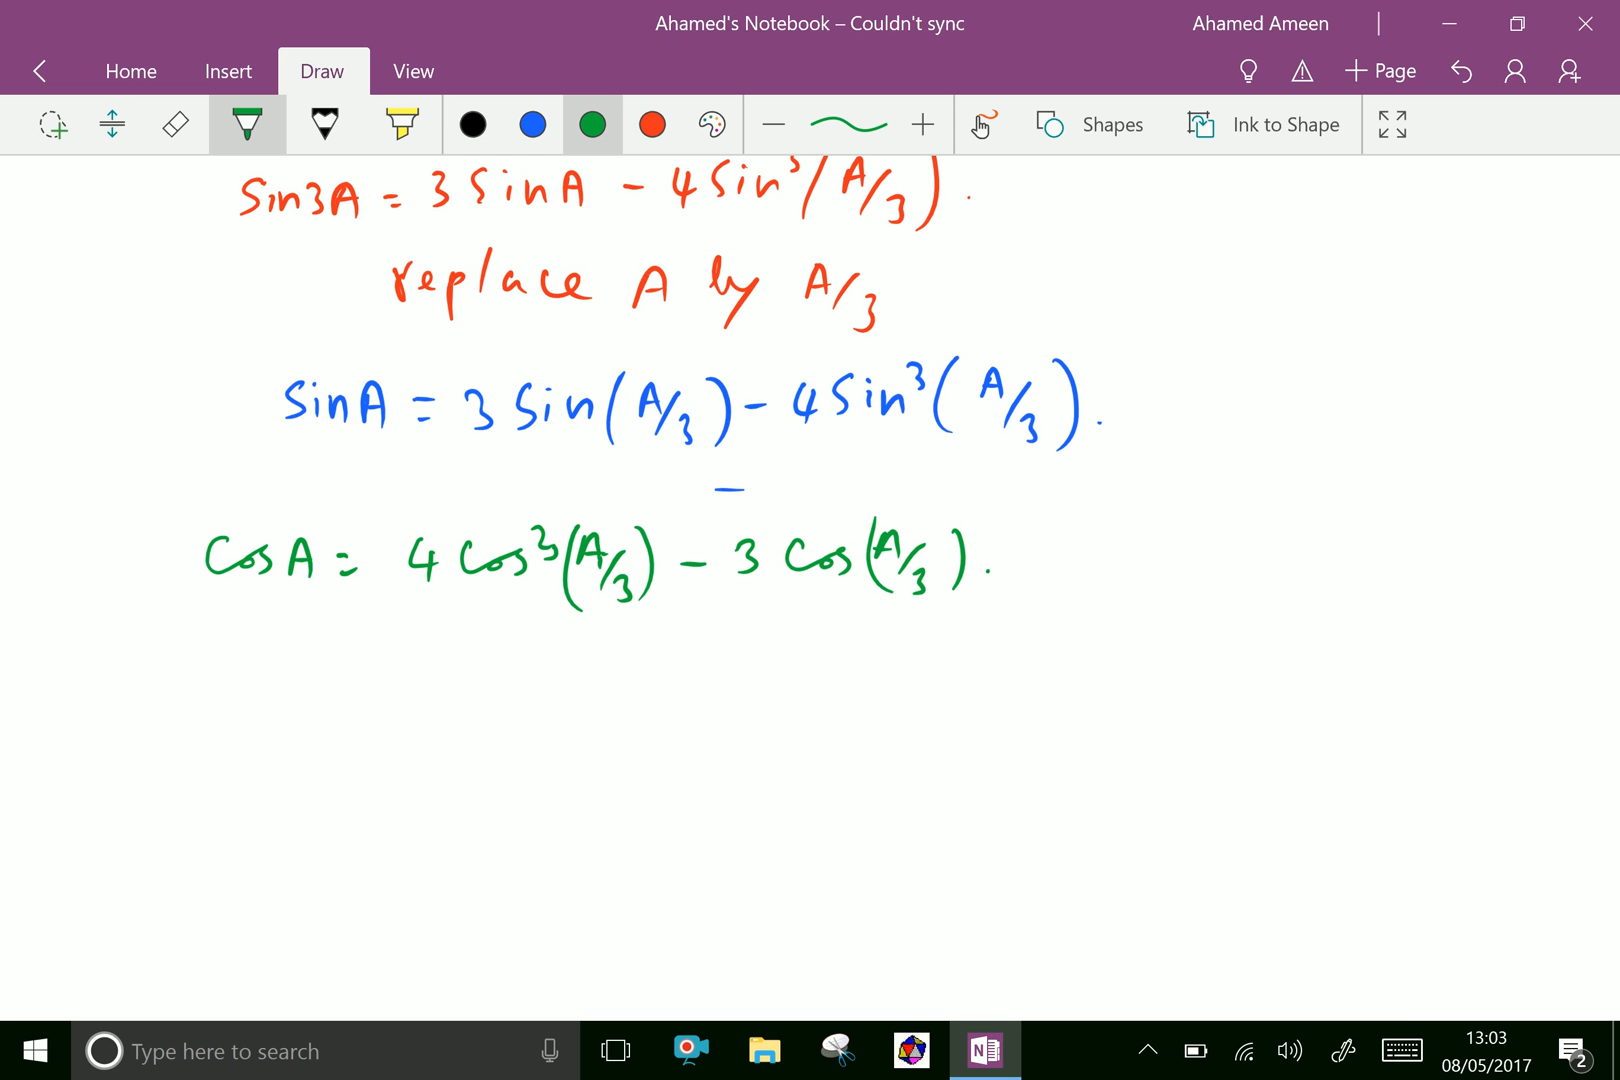 Ahamed's Notebook – Couldn't sync
Ahamed Ameen
Home Insert Draw View
Page
Shapes Ink to Shape
Sin3A = 3 SinA - 4 Sin³(A/3).
replace A by A/3
SinA = 3 Sin(A/3) - 4 Sin³(A/3).
Cos A = 4 Cos³(A/3) - 3 Cos(A/3).
Type here to search
N
13:03
08/05/2017
2